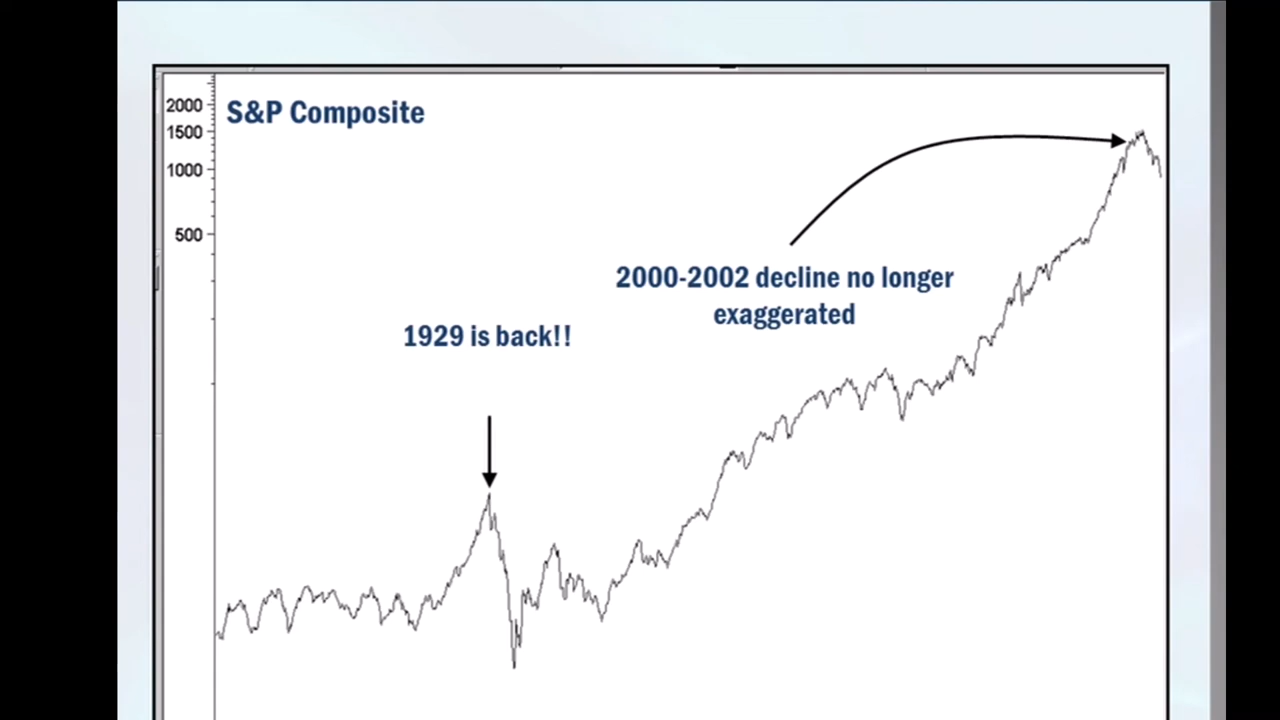 2000
S&P Composite
1500
1000
500
2000-2002 decline no longer
exaggerated
1929 is back!!